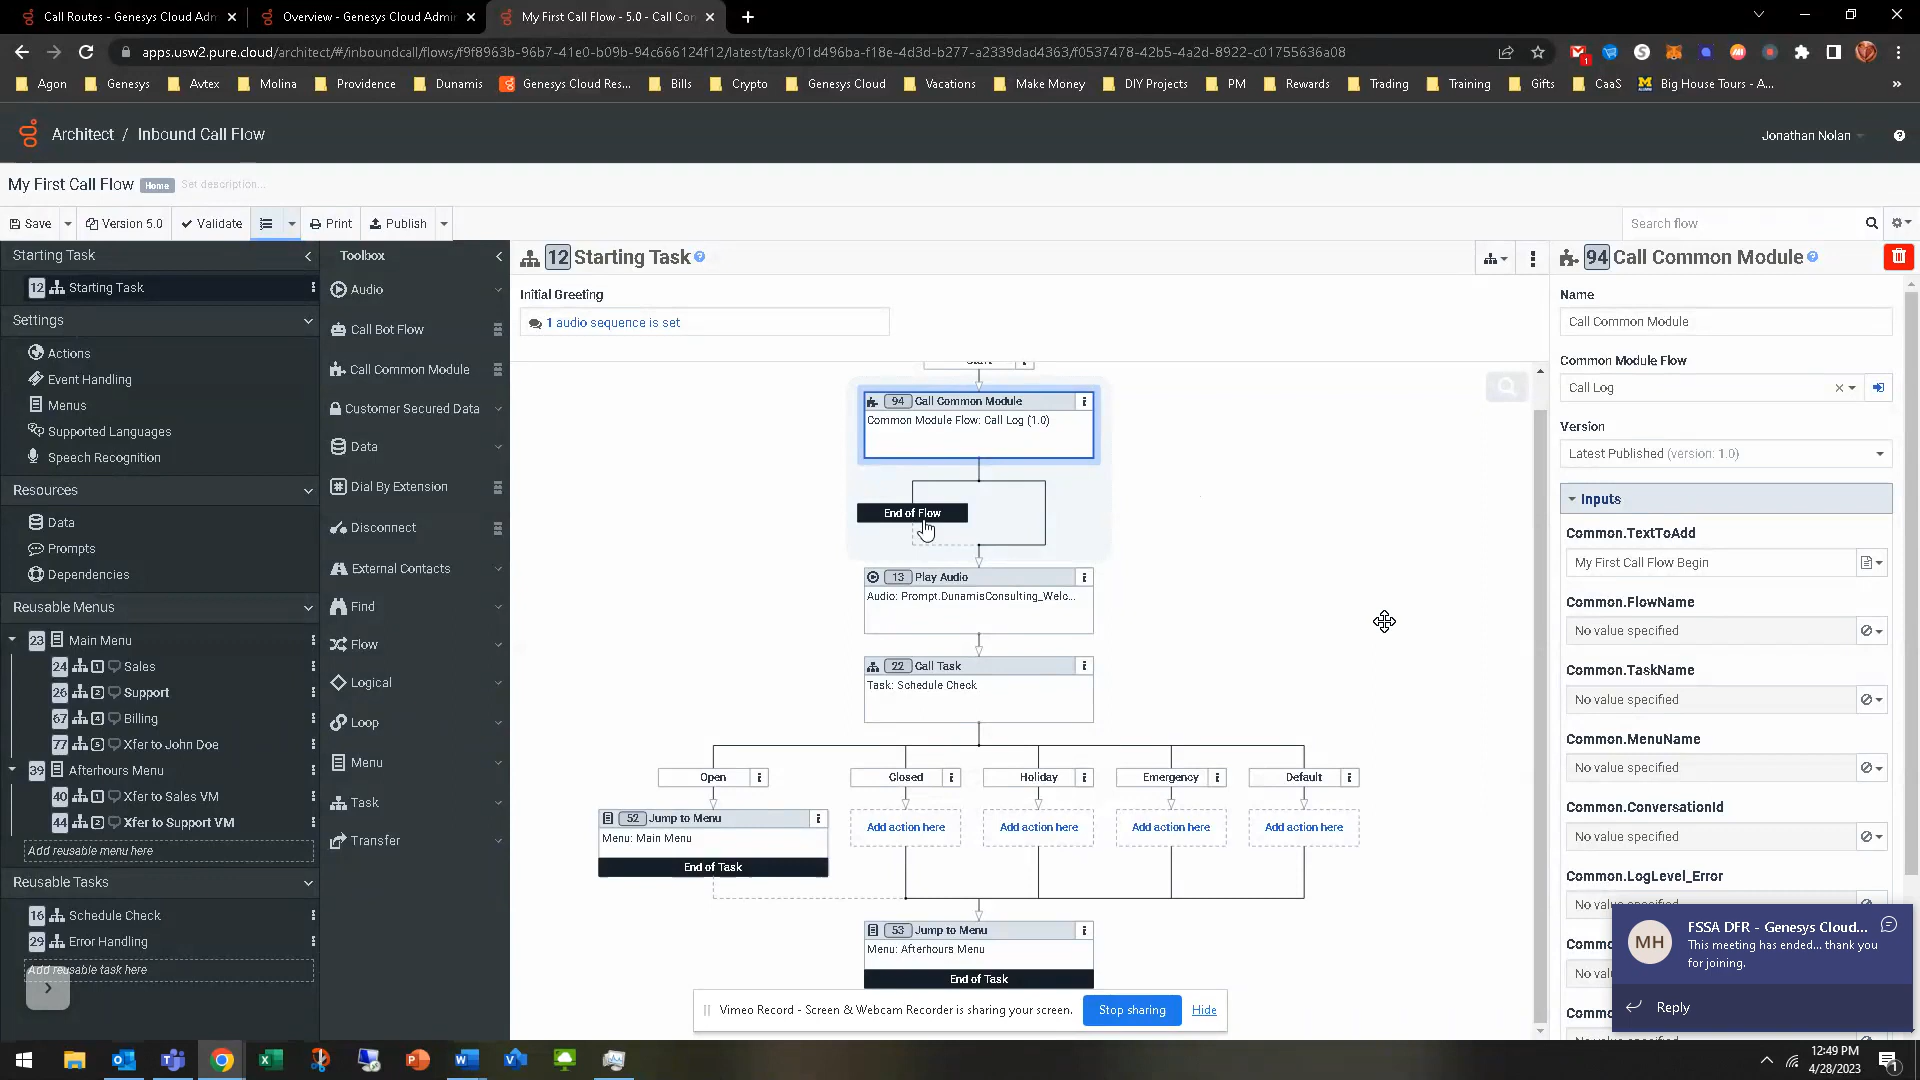 Call Routes - Genesys Cloud Adm
Overview - Genesys Cloud Admin
My First Call Flow - 5.0 - Call Con
apps.usw2.pure.cloud/architect/#/inboundcall/flows/f9f8963b-96b7-41e0-b09b-94c666124f12/latest/task/01d496ba-f18e-4d3d-b277-a2339dad4363/f0537478-42b5-4a2d-8922-c01755636a08
Agon Genesys Avtex Molina Providence Dunamis Genesys Cloud Res... Bills Crypto Genesys Cloud Vacations Make Money DIY Projects PM Rewards Trading Training Gifts CaaS Big House Tours - A... »
Architect / Inbound Call Flow
Jonathan Nolan
My First Call Flow Home Set description...
Save Version 5.0 Validate Print Publish
Search flow
Starting Task
12 Starting Task
Settings
Actions
Event Handling
Menus
Supported Languages
Speech Recognition
Resources
Data
Prompts
Dependencies
Reusable Menus
23 Main Menu
24 1 Sales
26 2 Support
67 4 Billing
77 5 Xfer to John Doe
39 Afterhours Menu
40 1 Xfer to Sales VM
44 2 Xfer to Support VM
Add reusable menu here
Reusable Tasks
16 Schedule Check
29 Error Handling
Add reusable task here
Toolbox
Audio
Call Bot Flow
Call Common Module
Customer Secured Data
Data
Dial By Extension
Disconnect
External Contacts
Find
Flow
Logical
Loop
Menu
Task
Transfer
12 Starting Task
Initial Greeting
1 audio sequence is set
Start
94 Call Common Module
Common Module Flow: Call Log (1.0)
End of Flow
13 Play Audio
Audio: Prompt.DunamisConsulting_Welc...
22 Call Task
Task: Schedule Check
Open Closed Holiday Emergency Default
52 Jump to Menu
Menu: Main Menu
End of Task
Add action here Add action here Add action here Add action here
53 Jump to Menu
Menu: Afterhours Menu
End of Task
94 Call Common Module
Name
Call Common Module
Common Module Flow
Call Log
Version
Latest Published (version: 1.0)
Inputs
Common.TextToAdd
My First Call Flow Begin
Common.FlowName
No value specified
Common.TaskName
No value specified
Common.MenuName
No value specified
Common.ConversationId
No value specified
Common.LogLevel_Error
No value specified
Commo
No valu
Commo
MH
FSSA DFR - Genesys Cloud...
This meeting has ended... thank you
for joining.
Reply
Vimeo Record - Screen & Webcam Recorder is sharing your screen. Stop sharing Hide
12:49 PM
4/28/2023